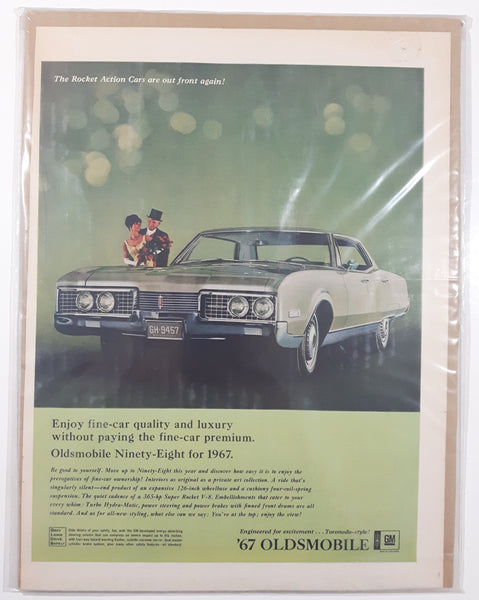 The Rocket Action Cars are out front again!
GH-9457
Enjoy fine-car quality and luxury
without paying the fine-car premium.
Oldsmobile Ninety-Eight for 1967.
Be good to yourself. Move up to Ninety-Eight this year and discover how easy it is to enjoy the
prerogatives of fine-car ownership! Interiors as original as a private art collection. A ride that's
singularly silent—end product of an expansive 126-inch wheelbase and a cushiony four-coil-spring
suspension. The quiet cadence of a 365-hp Super Rocket V-8. Embellishments that cater to your
every whim: Turbo Hydra-Matic, power steering and power brakes with finned front drums are all
standard. And as for all-new styling, what else can we say: You're at the top; enjoy the view!
Engineered for excitement...Toronado-style!
'67 OLDSMOBILE
GM